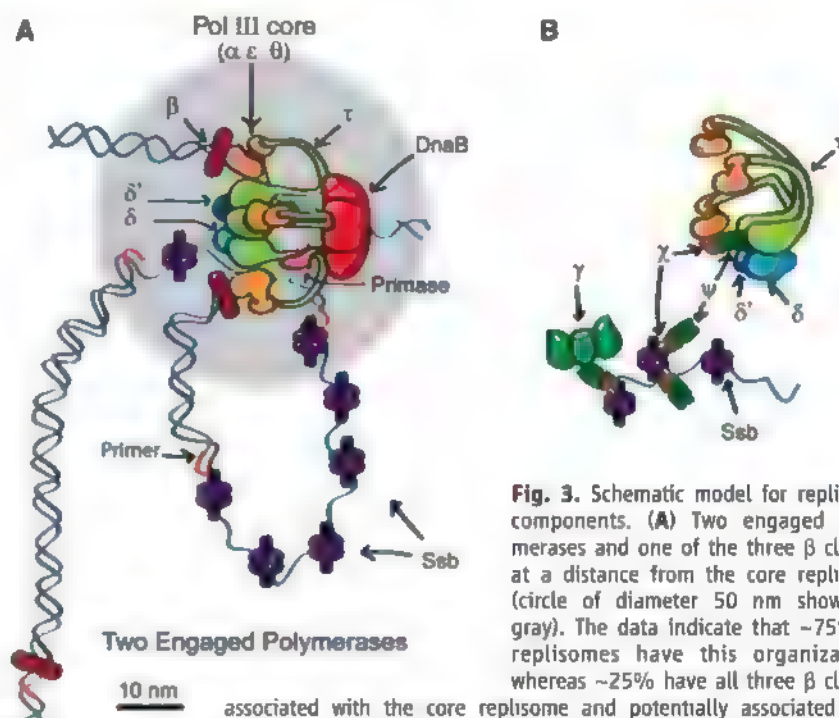 A
Pol III core
(α ε θ)
β
τ
DnaB
δ'
δ
Primase
Primer
Ssb
Two Engaged Polymerases
10 nm
B
γ
χ
ψ
δ'
δ
Ssb
Fig. 3. Schematic model for repli
components. (A) Two engaged
merases and one of the three β cl
at a distance from the core repli
(circle of diameter 50 nm show
gray). The data indicate that ~75
replisomes have this organiza
whereas ~25% have all three β cl
associated with the core replisome and potentially associated